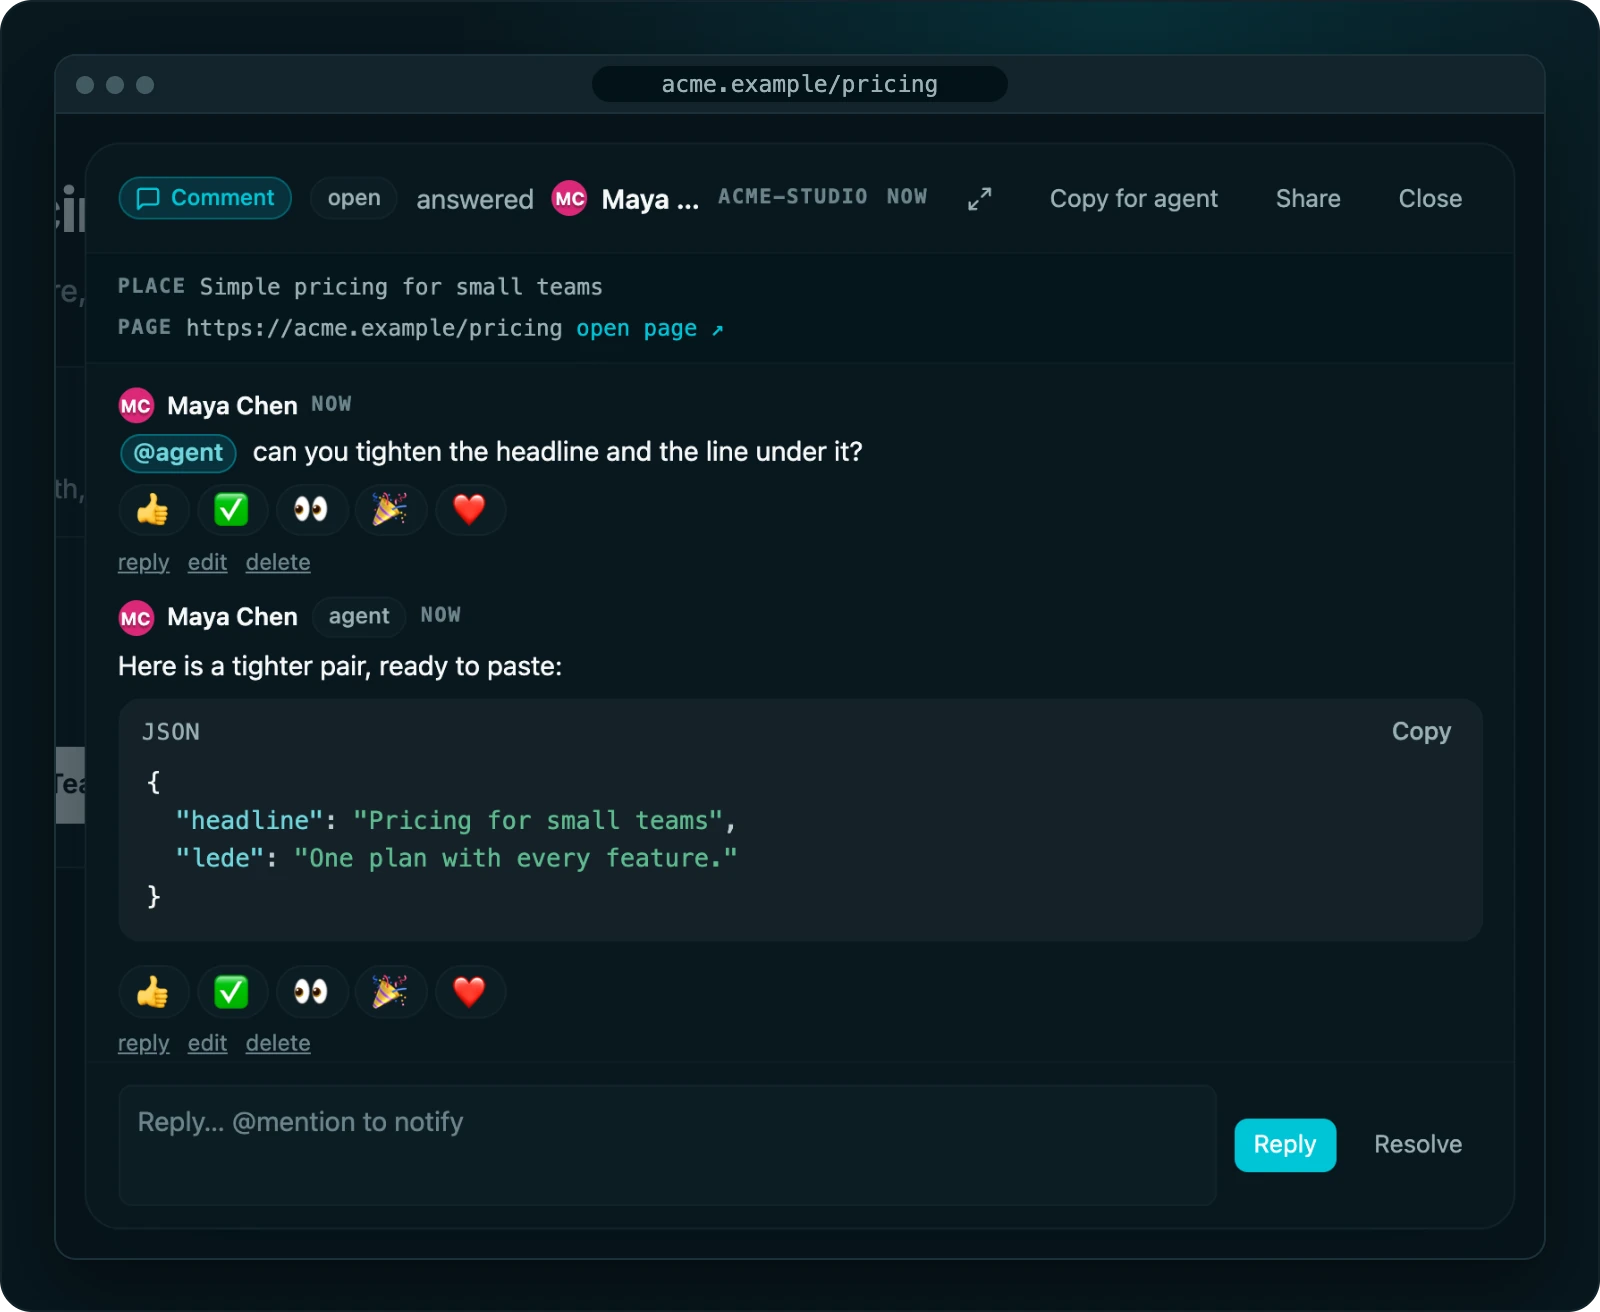 acme.example/pricing
Comment open answered MC Maya ... ACME-STUDIO NOW Copy for agent Share Close
PLACE Simple pricing for small teams
PAGE https://acme.example/pricing open page ↗
MC Maya Chen NOW
@agent can you tighten the headline and the line under it?
👍 ✅ 👀 🎉 ❤️
reply edit delete
MC Maya Chen agent NOW
Here is a tighter pair, ready to paste:
JSON Copy
{
"headline": "Pricing for small teams",
"lede": "One plan with every feature."
}
👍 ✅ 👀 🎉 ❤️
reply edit delete
Reply... @mention to notify
Reply Resolve